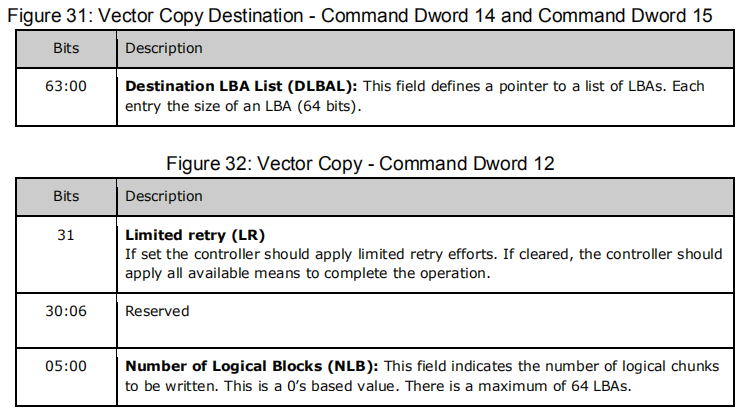 Figure 31: Vector Copy Destination - Command Dword 14 and Command Dword 15
Bits Description
63:00 Destination LBA List (DLBAL): This field defines a pointer to a list of LBAs. Each
entry the size of an LBA (64 bits).
Figure 32: Vector Copy - Command Dword 12
Bits Description
31 Limited retry (LR)
If set the controller should apply limited retry efforts. If cleared, the controller should
apply all available means to complete the operation.
30:06 Reserved
05:00 Number of Logical Blocks (NLB): This field indicates the number of logical chunks
to be written. This is a 0’s based value. There is a maximum of 64 LBAs.